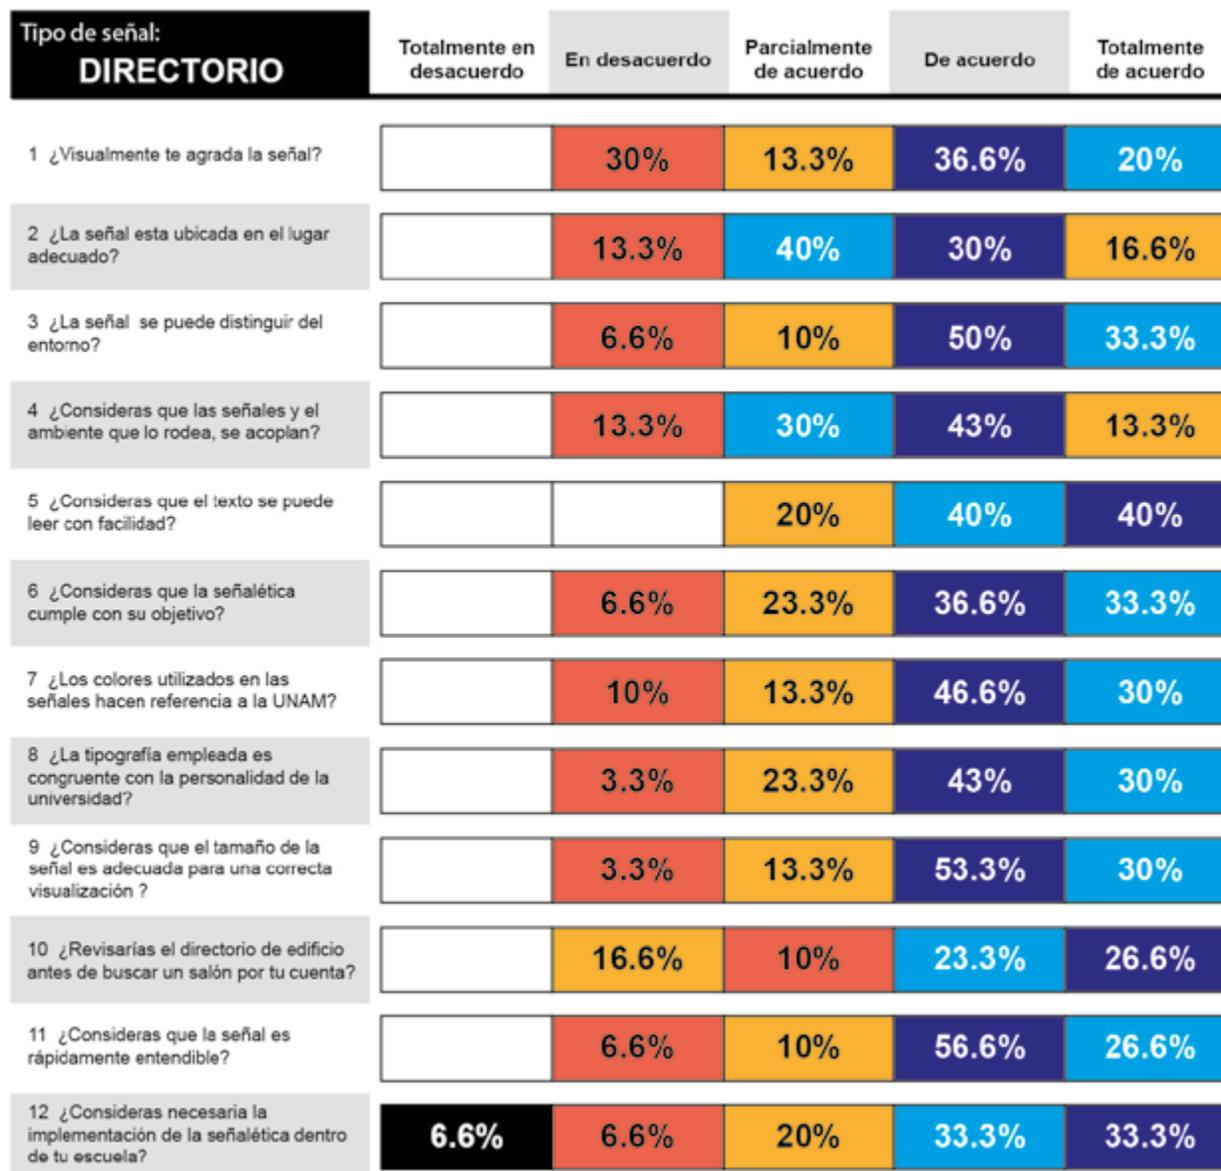 Tipo de señal:
DIRECTORIO
Totalmente en
desacuerdo
En desacuerdo
Parcialmente
de acuerdo
De acuerdo
Totalmente
de acuerdo
1 ¿Visualmente te agrada la señal?
30% 13.3% 36.6% 20%
2 ¿La señal esta ubicada en el lugar
adecuado?
13.3% 40% 30% 16.6%
3 ¿La señal se puede distinguir del
entorno?
6.6% 10% 50% 33.3%
4 ¿Consideras que las señales y el
ambiente que lo rodea, se acoplan?
13.3% 30% 43% 13.3%
5 ¿Consideras que el texto se puede
leer con facilidad?
20% 40% 40%
6 ¿Consideras que la señalética
cumple con su objetivo?
6.6% 23.3% 36.6% 33.3%
7 ¿Los colores utilizados en las
señales hacen referencia a la UNAM?
10% 13.3% 46.6% 30%
8 ¿La tipografía empleada es
congruente con la personalidad de la
universidad?
3.3% 23.3% 43% 30%
9 ¿Consideras que el tamaño de la
señal es adecuada para una correcta
visualización ?
3.3% 13.3% 53.3% 30%
10 ¿Revisarías el directorio de edificio
antes de buscar un salón por tu cuenta?
16.6% 10% 23.3% 26.6%
11 ¿Consideras que la señal es
rápidamente entendible?
6.6% 10% 56.6% 26.6%
12 ¿Consideras necesaria la
implementación de la señalética dentro
de tu escuela?
6.6% 6.6% 20% 33.3% 33.3%